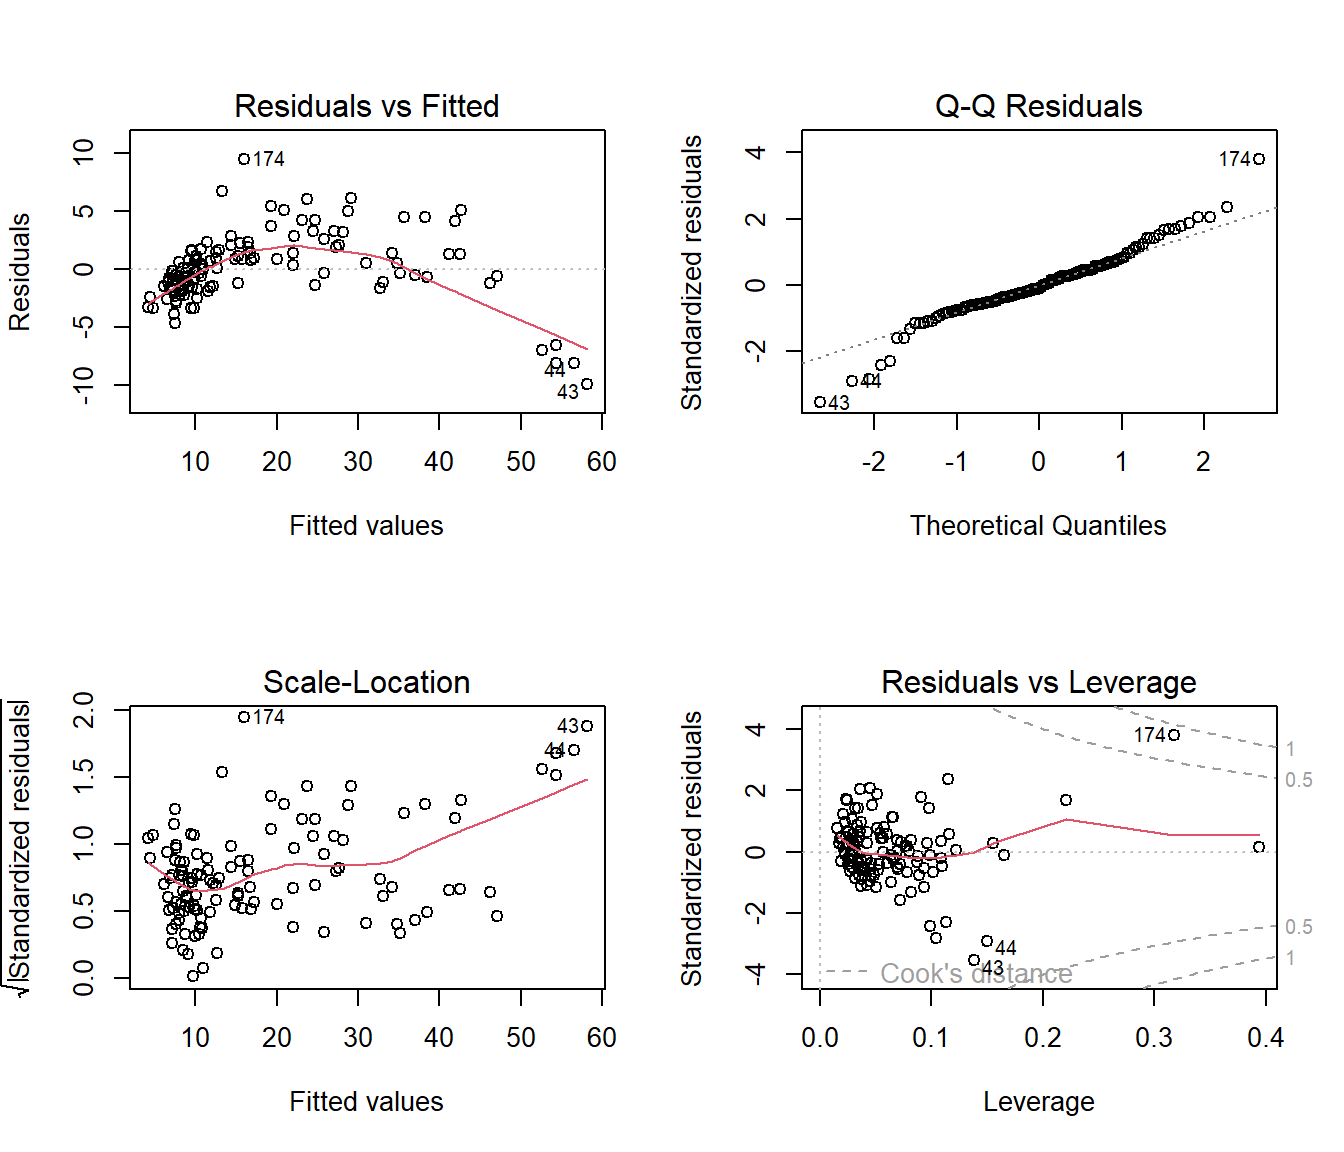 Residuals vs Fitted
Residuals
10
5
0
-5
-10
174
44
43
10 20 30 40 50 60
Fitted values
Q-Q Residuals
Standardized residuals
4
2
0
-2
174
44
43
-2 -1 0 1 2
Theoretical Quantiles
Scale-Location
√|Standardized residuals|
2.0
1.5
1.0
0.5
0.0
174
43
44
10 20 30 40 50 60
Fitted values
Residuals vs Leverage
Standardized residuals
4
2
0
-2
-4
174
1
0.5
44
43
0.5
1
Cook's distance
0.0 0.1 0.2 0.3 0.4
Leverage